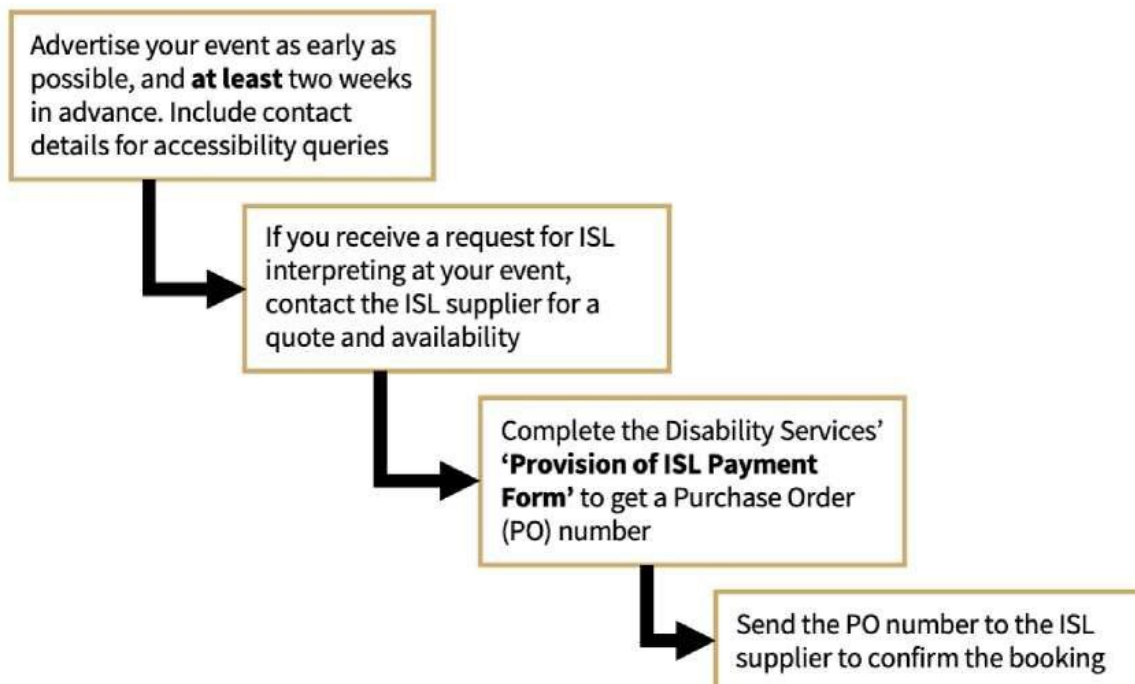 Advertise your event as early as
possible, and at least two weeks
in advance. Include contact
details for accessibility queries
If you receive a request for ISL
interpreting at your event,
contact the ISL supplier for a
quote and availability
Complete the Disability Services’
‘Provision of ISL Payment
Form’ to get a Purchase Order
(PO) number
Send the PO number to the ISL
supplier to confirm the booking